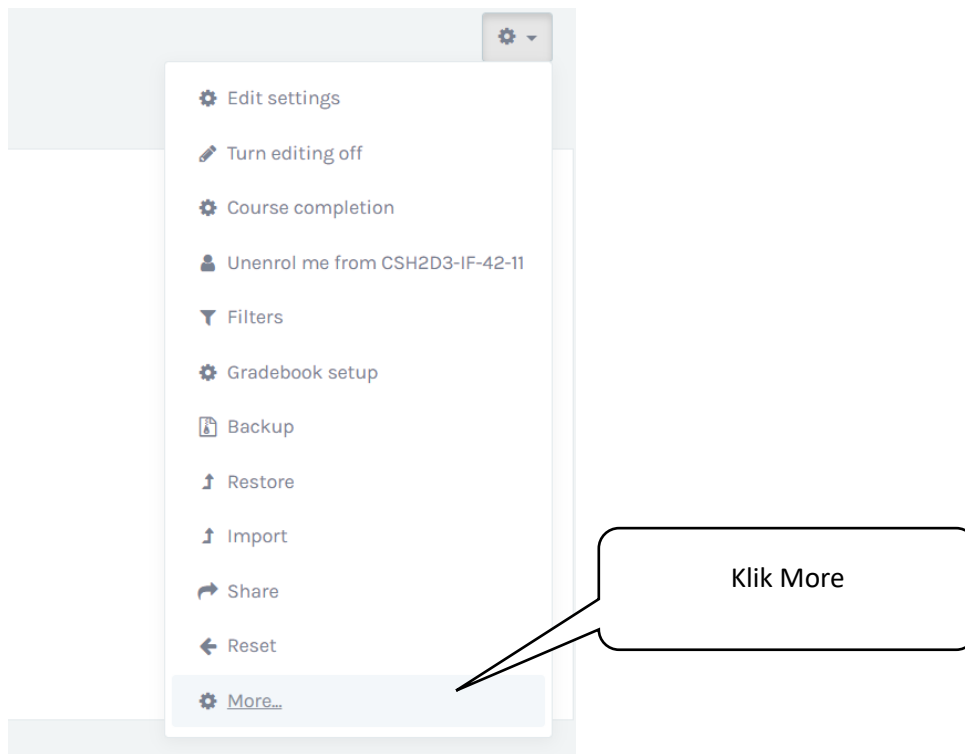 Edit settings
Turn editing off
Course completion
Unenrol me from CSH2D3-IF-42-11
Filters
Gradebook setup
Backup
Restore
Import
Klik More
Share
Reset
More...